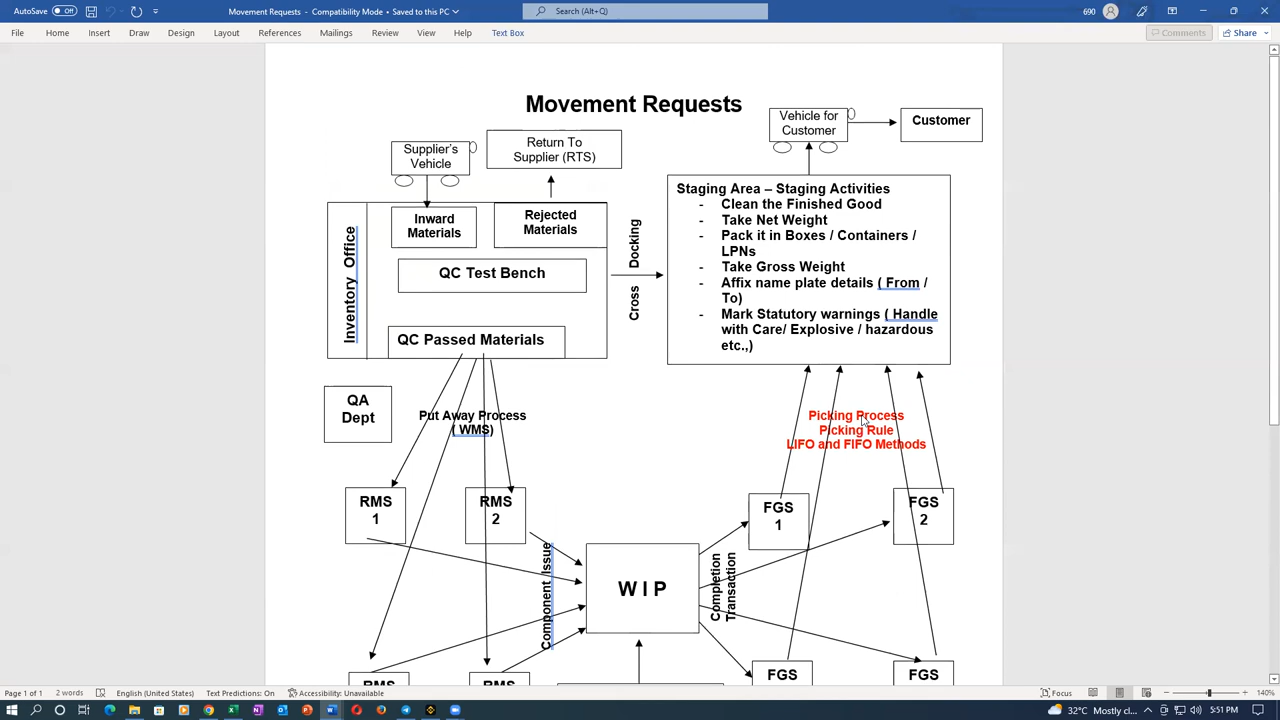 AutoSave Off
Movement Requests - Compatibility Mode • Saved to this PC
Search (Alt+Q)
690
File Home Insert Draw Design Layout References Mailings Review View Help Text Box
Comments
Share
Movement Requests
Supplier's
Vehicle
Return To
Supplier (RTS)
Vehicle for
Customer
Customer
Inventory Office
Inward
Materials
Rejected
Materials
QC Test Bench
QC Passed Materials
Cross Docking
Staging Area – Staging Activities
- Clean the Finished Good
- Take Net Weight
- Pack it in Boxes / Containers /
LPNs
- Take Gross Weight
- Affix name plate details ( From /
To)
- Mark Statutory warnings ( Handle
with Care/ Explosive / hazardous
etc.,)
QA
Dept
Put Away Process
( WMS)
Picking Process
Picking Rule
LIFO and FIFO Methods
RMS
1
RMS
2
FGS
1
FGS
2
Component Issue
W I P
Completion
Transaction
RMS
RMS
FGS
FGS
Page 1 of 1
2 words
English (United States)
Text Predictions: On
Accessibility: Unavailable
Focus
140%
32°C Mostly clear
ENG
5:51 PM